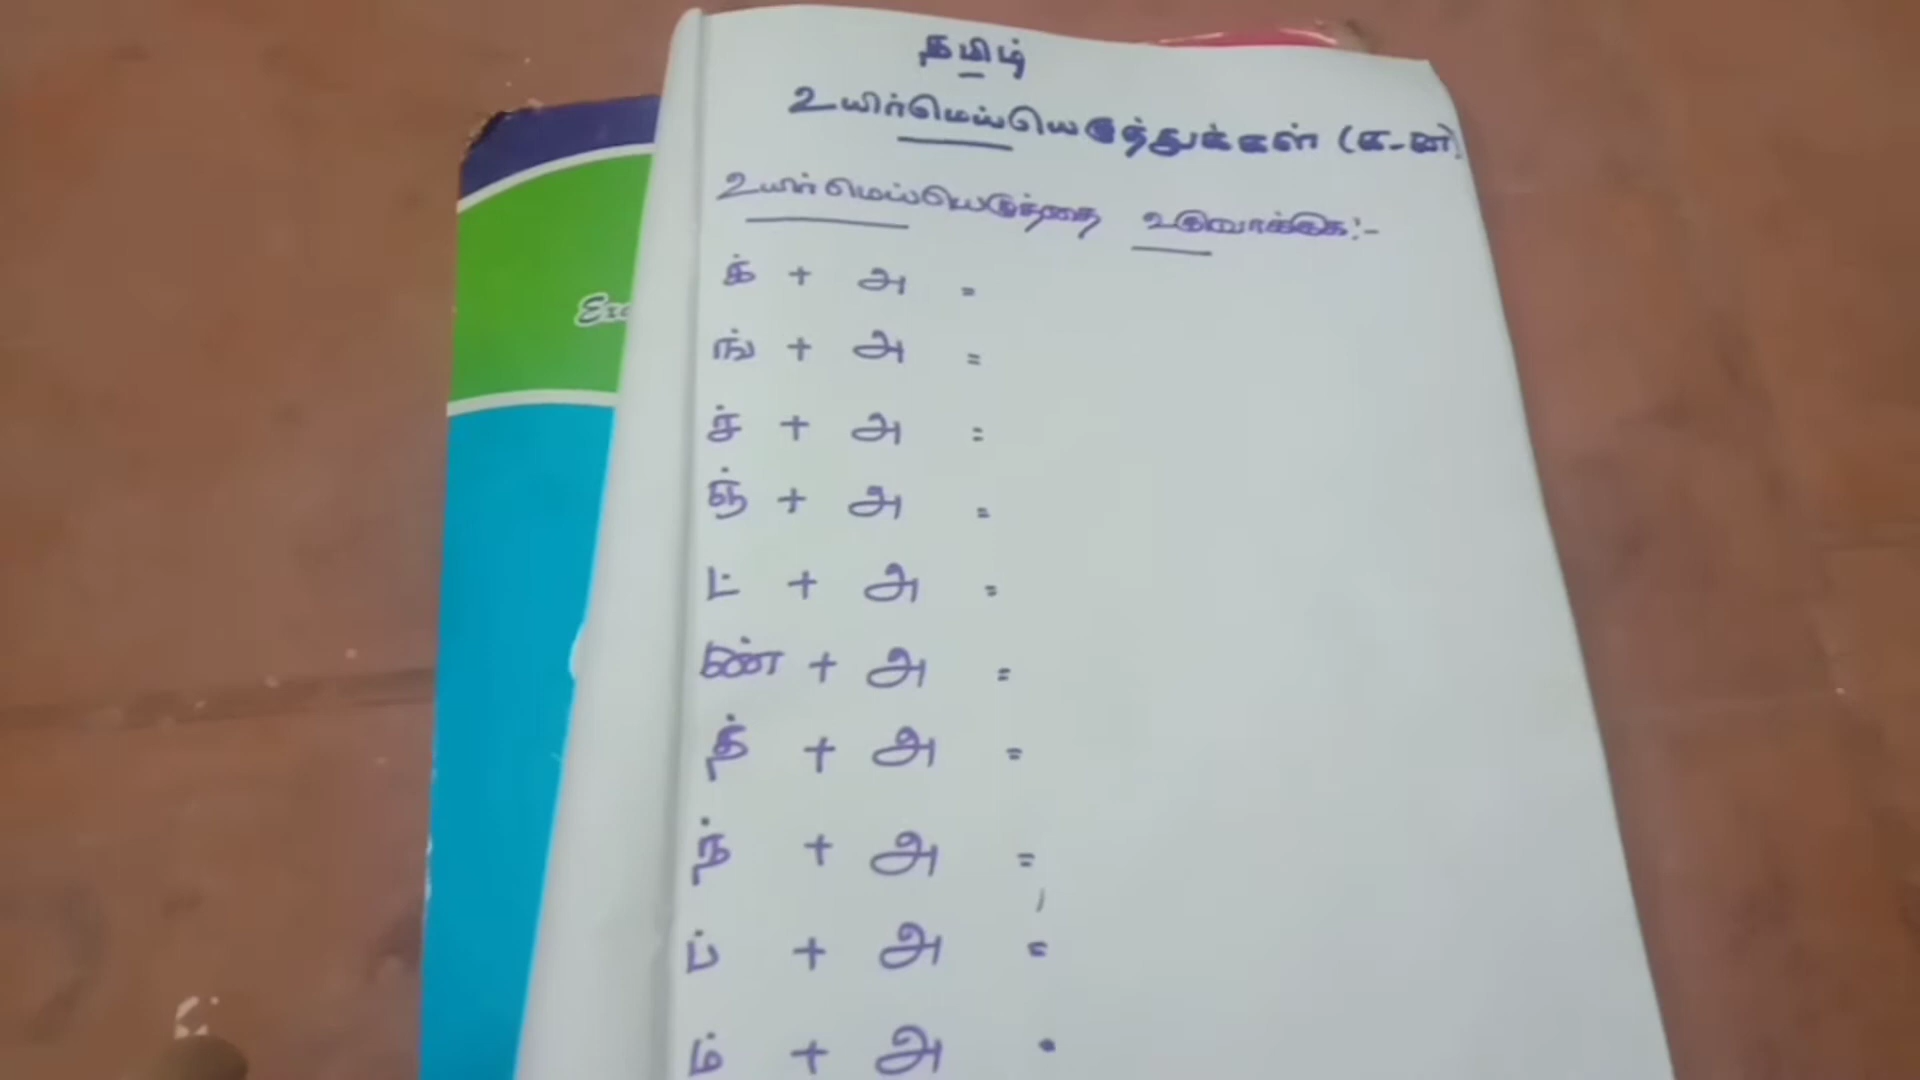 தமிழ்
உயிர்மெய்யெழுத்துக்கள் (க-ன)
உயிர்மெய்யெழுத்தை உருவாக்குக:-
க் + அ =
ங் + அ =
ச் + அ =
ஞ் + அ =
ட் + அ =
ண் + அ =
த் + அ =
ந் + அ =
ப் + அ =
ம் + அ =